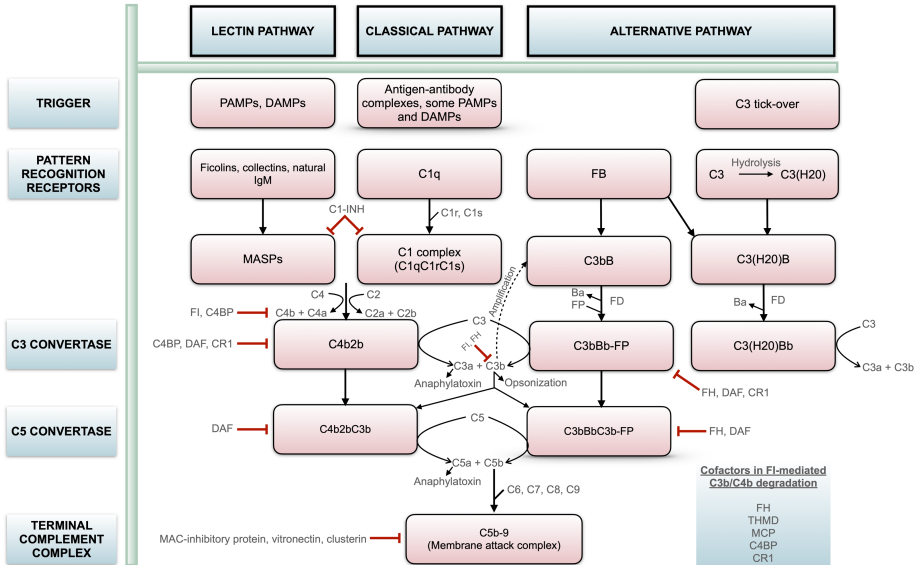 LECTIN PATHWAY
CLASSICAL PATHWAY
ALTERNATIVE PATHWAY
TRIGGER
PAMPs, DAMPs
Antigen-antibody
complexes, some PAMPs
and DAMPs
C3 tick-over
PATTERN
RECOGNITION
RECEPTORS
Ficolins, collectins, natural
IgM
C1q
FB
Hydrolysis
C3
C3(H20)
C1-INH
C1r, C1s
MASPs
C1 complex
(C1qC1rC1s)
C3bB
C3(H20)B
C4
C2
Amplification
Ba
FP
FD
Ba
FD
FI, C4BP
C4b + C4a
C2a + C2b
C3 CONVERTASE
C4BP, DAF, CR1
C4b2b
C3
FI, FH
C3bBb-FP
C3(H20)Bb
C3
C3a + C3b
C3a + C3b
Anaphylatoxin
Opsonization
FH, DAF, CR1
C5 CONVERTASE
DAF
C4b2bC3b
C5
C3bBbC3b-FP
FH, DAF
C5a + C5b
Anaphylatoxin
C6, C7, C8, C9
Cofactors in FI-mediated
C3b/C4b degradation
FH
THMD
MCP
C4BP
CR1
TERMINAL
COMPLEMENT
COMPLEX
MAC-inhibitory protein, vitronectin, clusterin
C5b-9
(Membrane attack complex)